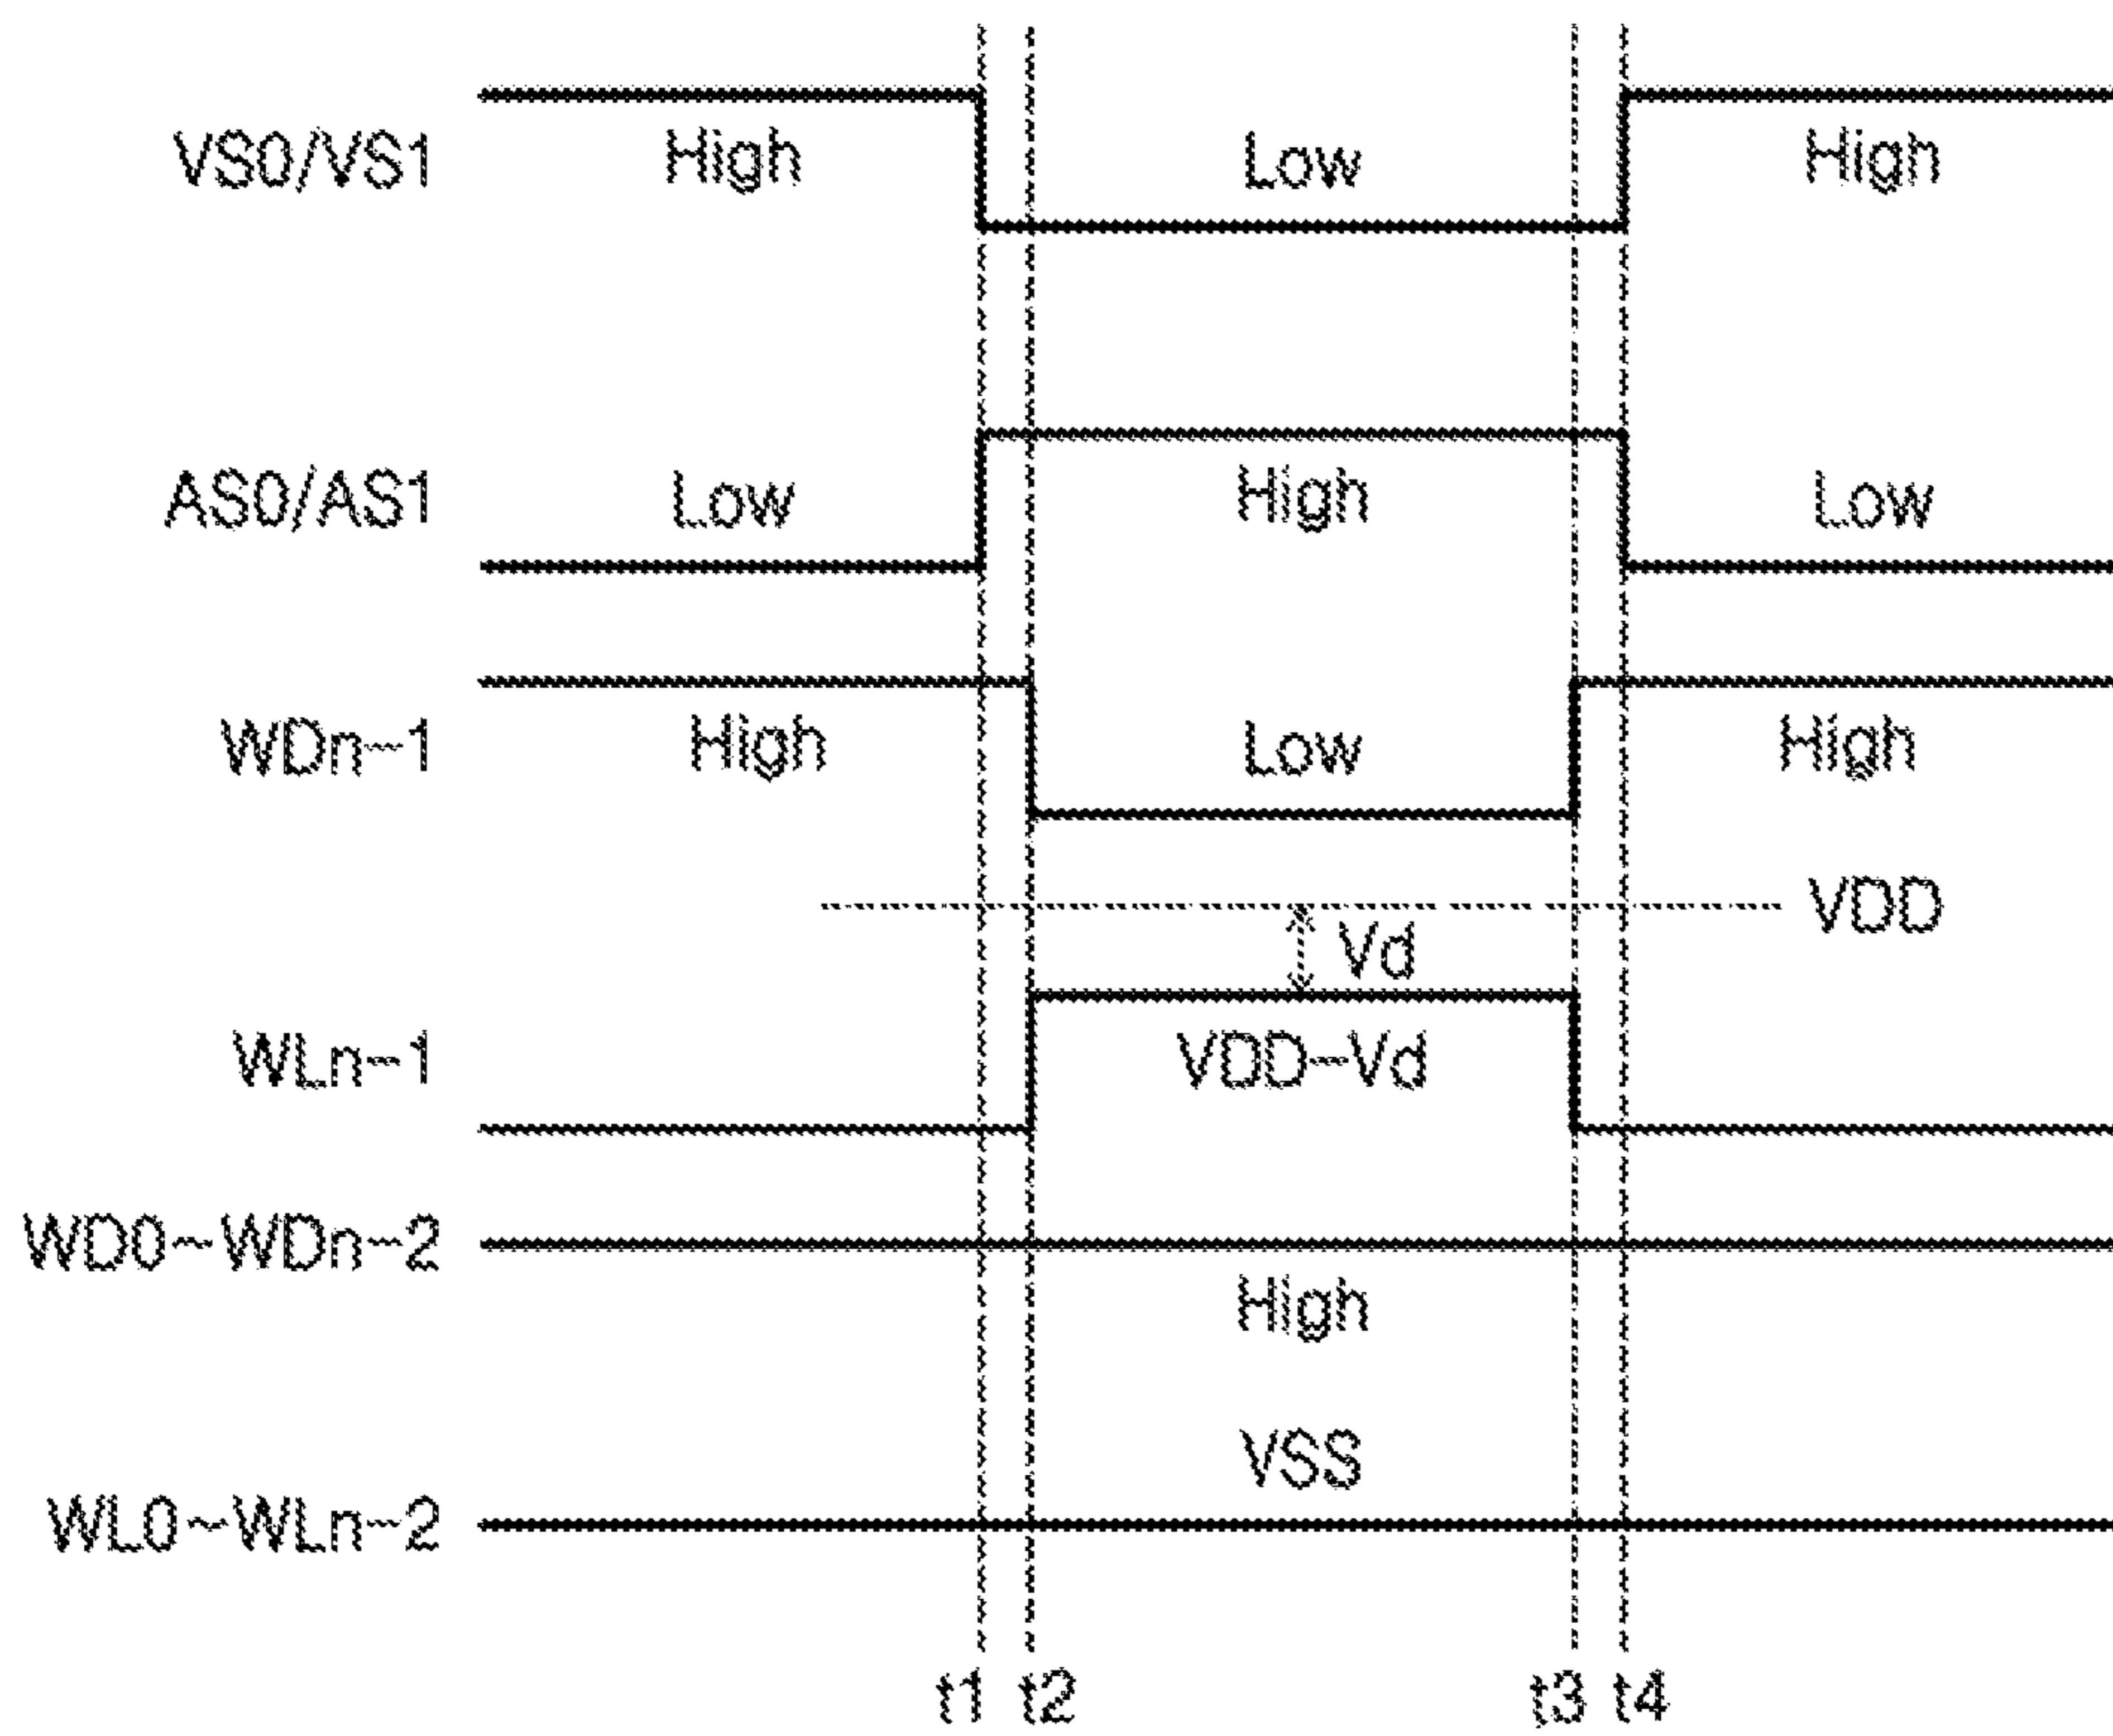 VS0/VS1 High Low High
AS0/AS1 Low High Low
WDn-1 High Low High
VDD
Vd
WLn-1 VDD-Vd
WD0~WDn-2
High
VSS
WL0~WLn-2
t1 t2 t3 t4